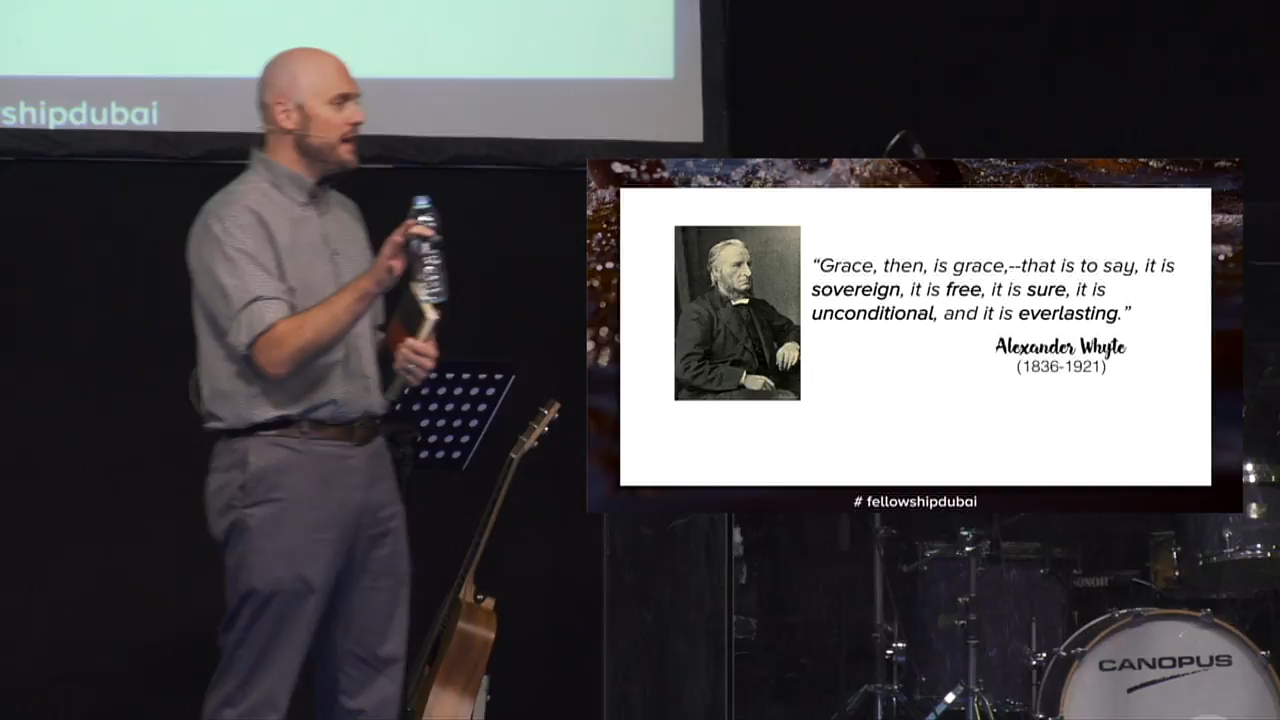 shipdubai
“Grace, then, is grace,--that is to say, it is
sovereign, it is free, it is sure, it is
unconditional, and it is everlasting.”
Alexander Whyte
(1836-1921)
# fellowshipdubai
CANOPUS